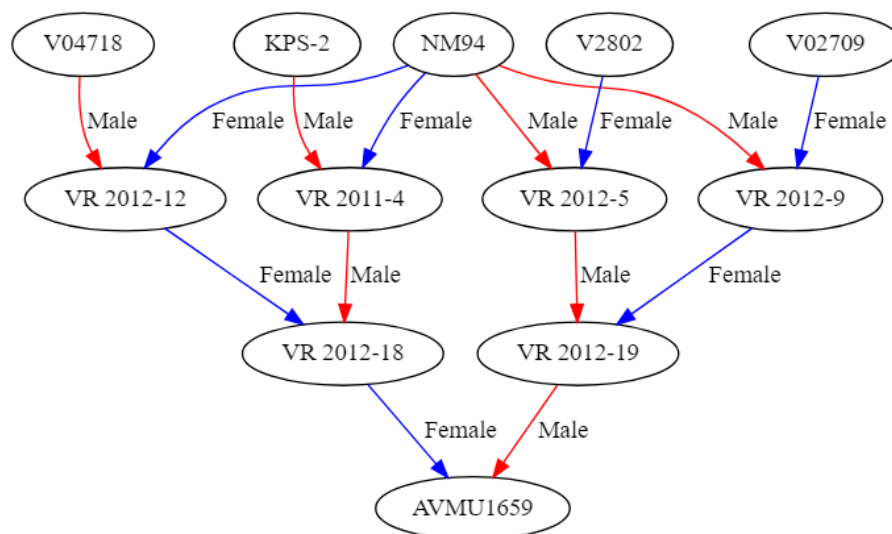 V04718
KPS-2
NM94
V2802
V02709
Male
Female
Male
Female
Male
Female
Male
Female
VR 2012-12
VR 2011-4
VR 2012-5
VR 2012-9
Female
Male
Male
Female
VR 2012-18
VR 2012-19
Female
Male
AVMU1659